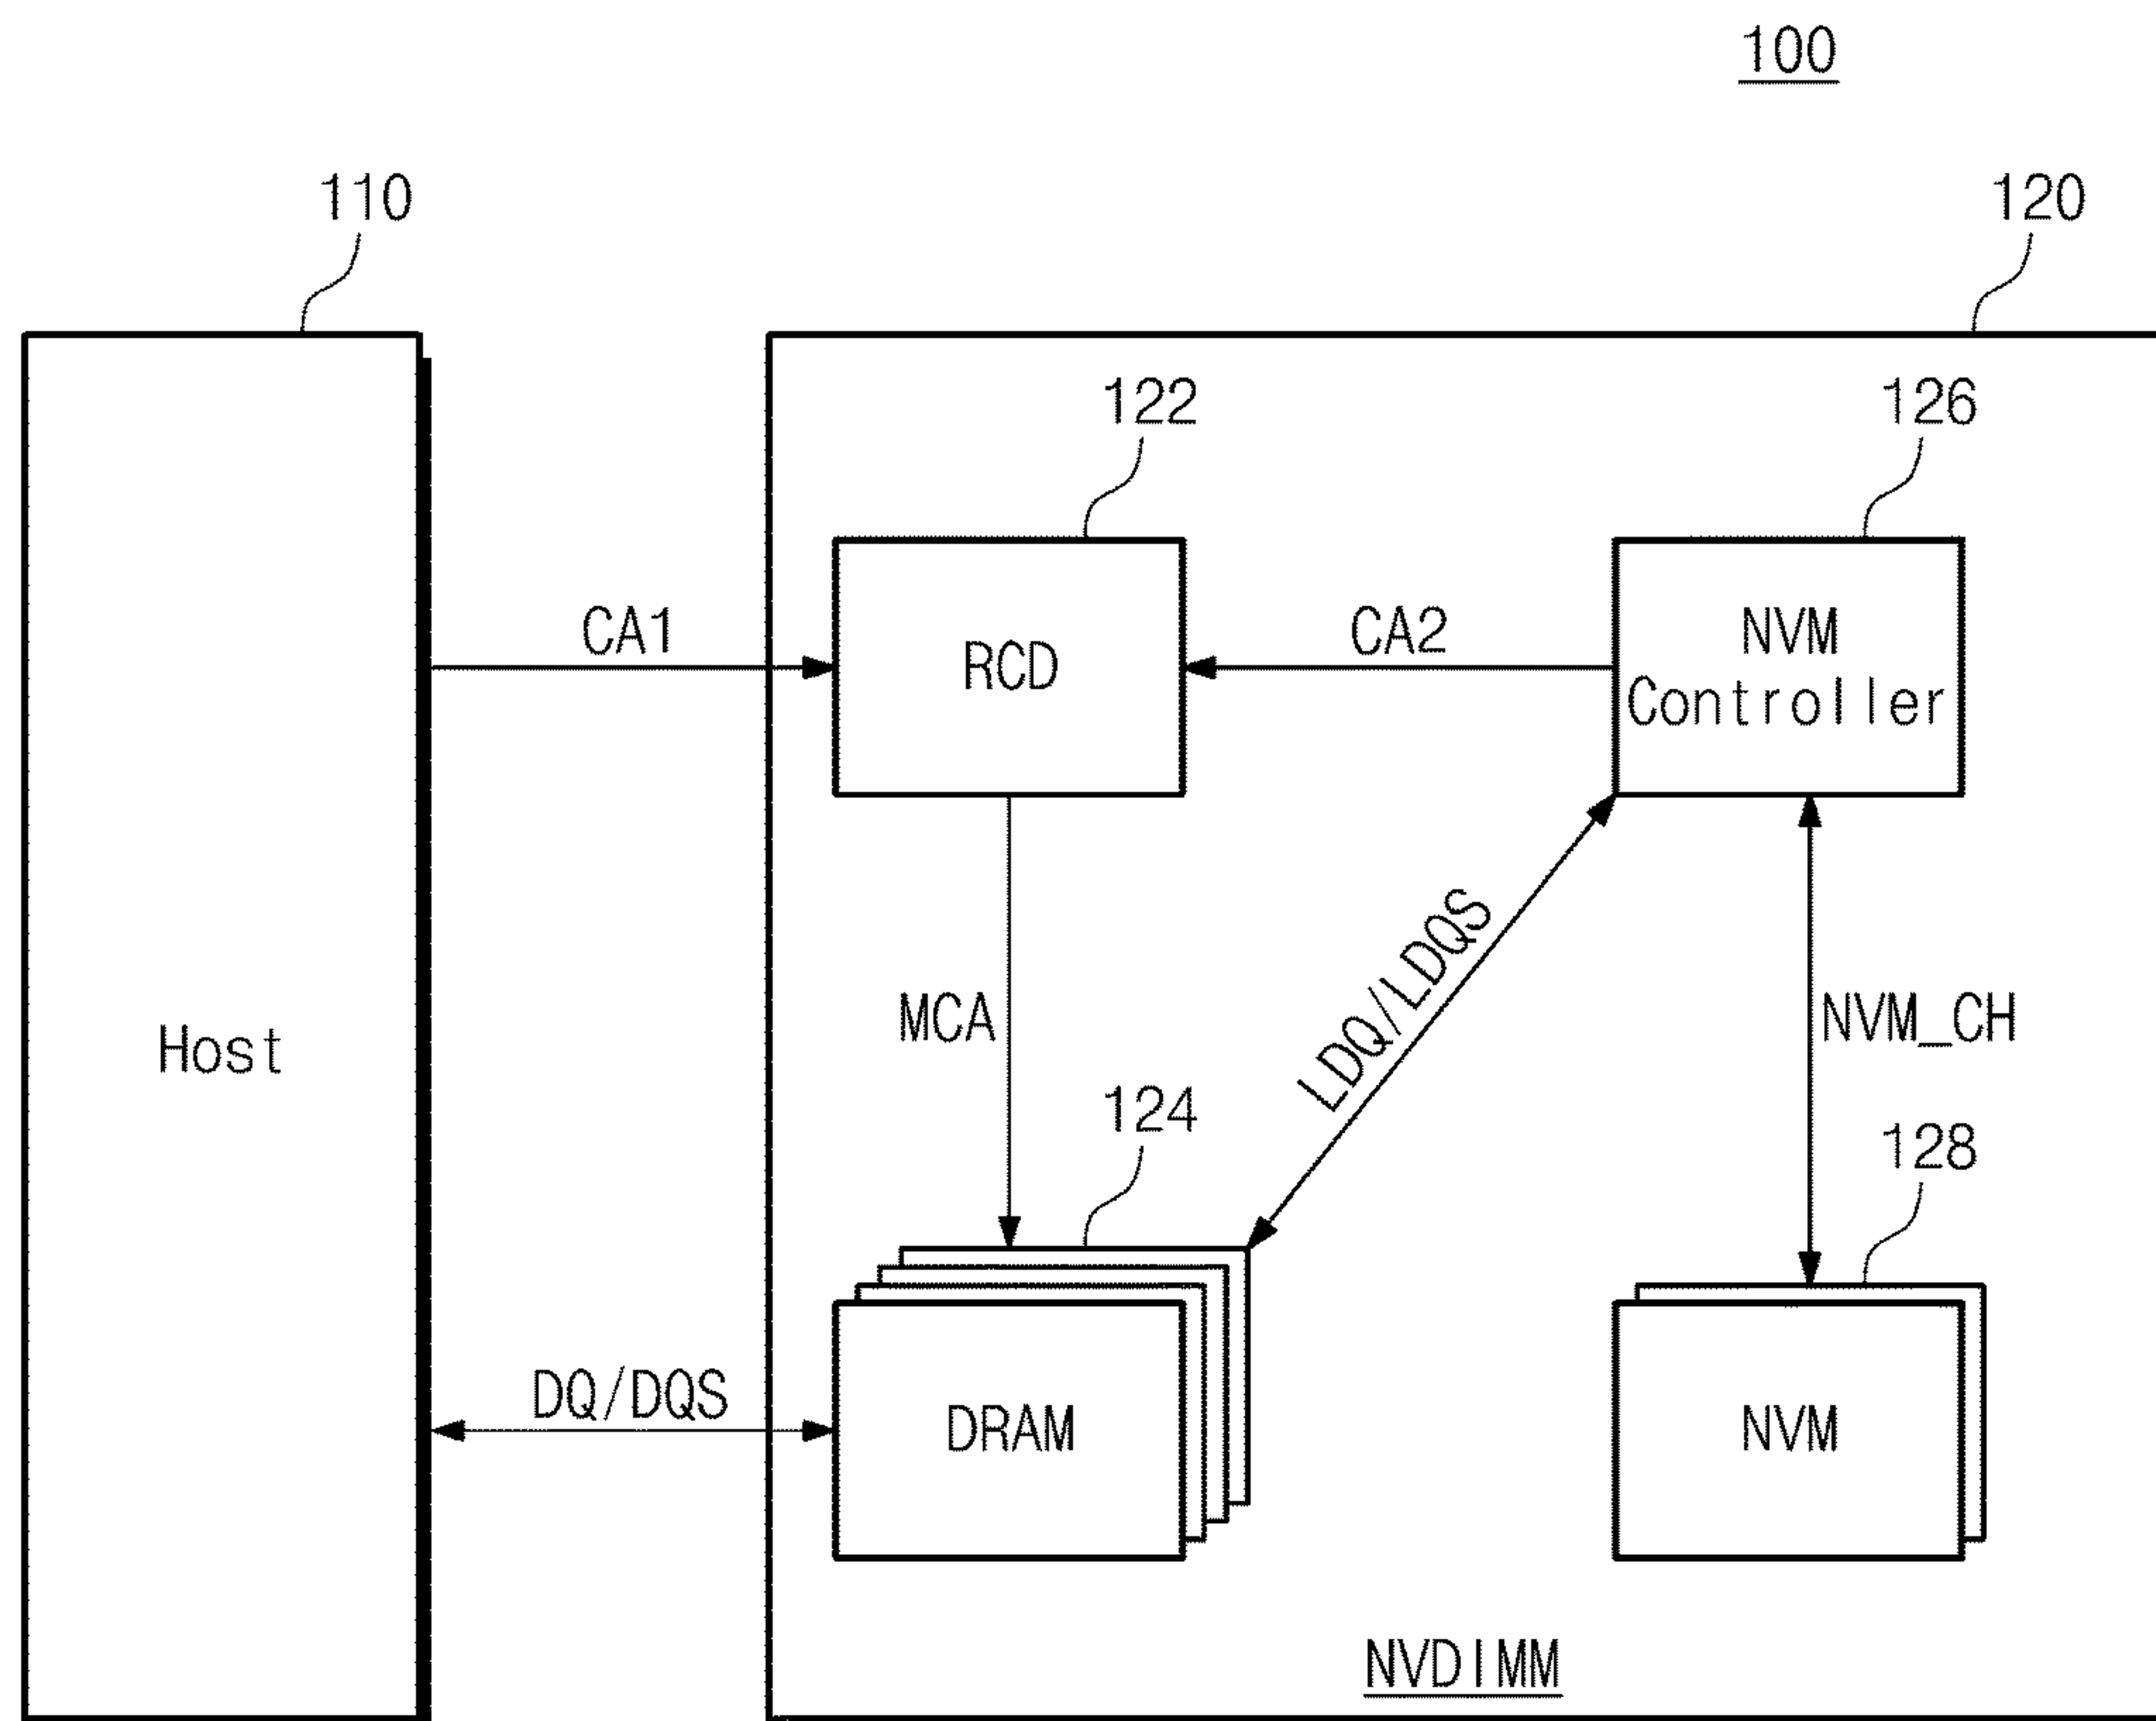 100
110
120
122
126
CA1
RCD
CA2
NVM
Controller
MCA
LDQ/LDQS
NVM_CH
Host
124
128
DQ/DQS
DRAM
NVM
NVDIMM